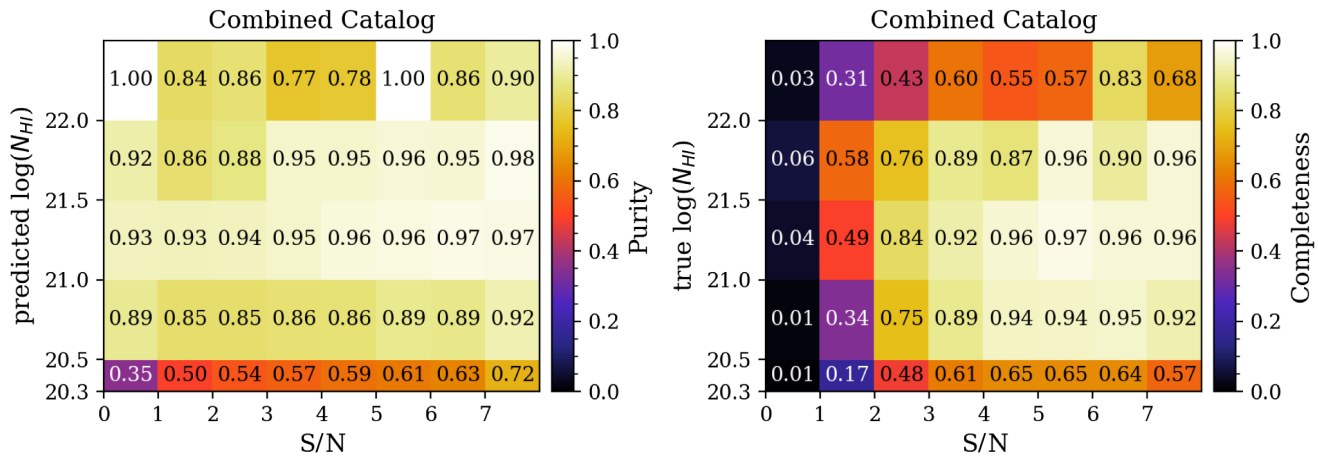 Combined Catalog
predicted log(N_HI)
22.0
21.5
21.0
20.5
20.3
1.00 0.84 0.86 0.77 0.78 1.00 0.86 0.90
0.92 0.86 0.88 0.95 0.95 0.96 0.95 0.98
0.93 0.93 0.94 0.95 0.96 0.96 0.97 0.97
0.89 0.85 0.85 0.86 0.86 0.89 0.89 0.92
0.35 0.50 0.54 0.57 0.59 0.61 0.63 0.72
0 1 2 3 4 5 6 7
S/N
1.0
0.8
0.6
0.4
0.2
0.0
Purity
Combined Catalog
true log(N_HI)
22.0
21.5
21.0
20.5
20.3
0.03 0.31 0.43 0.60 0.55 0.57 0.83 0.68
0.06 0.58 0.76 0.89 0.87 0.96 0.90 0.96
0.04 0.49 0.84 0.92 0.96 0.97 0.96 0.96
0.01 0.34 0.75 0.89 0.94 0.94 0.95 0.92
0.01 0.17 0.48 0.61 0.65 0.65 0.64 0.57
0 1 2 3 4 5 6 7
S/N
1.0
0.8
0.6
0.4
0.2
0.0
Completeness